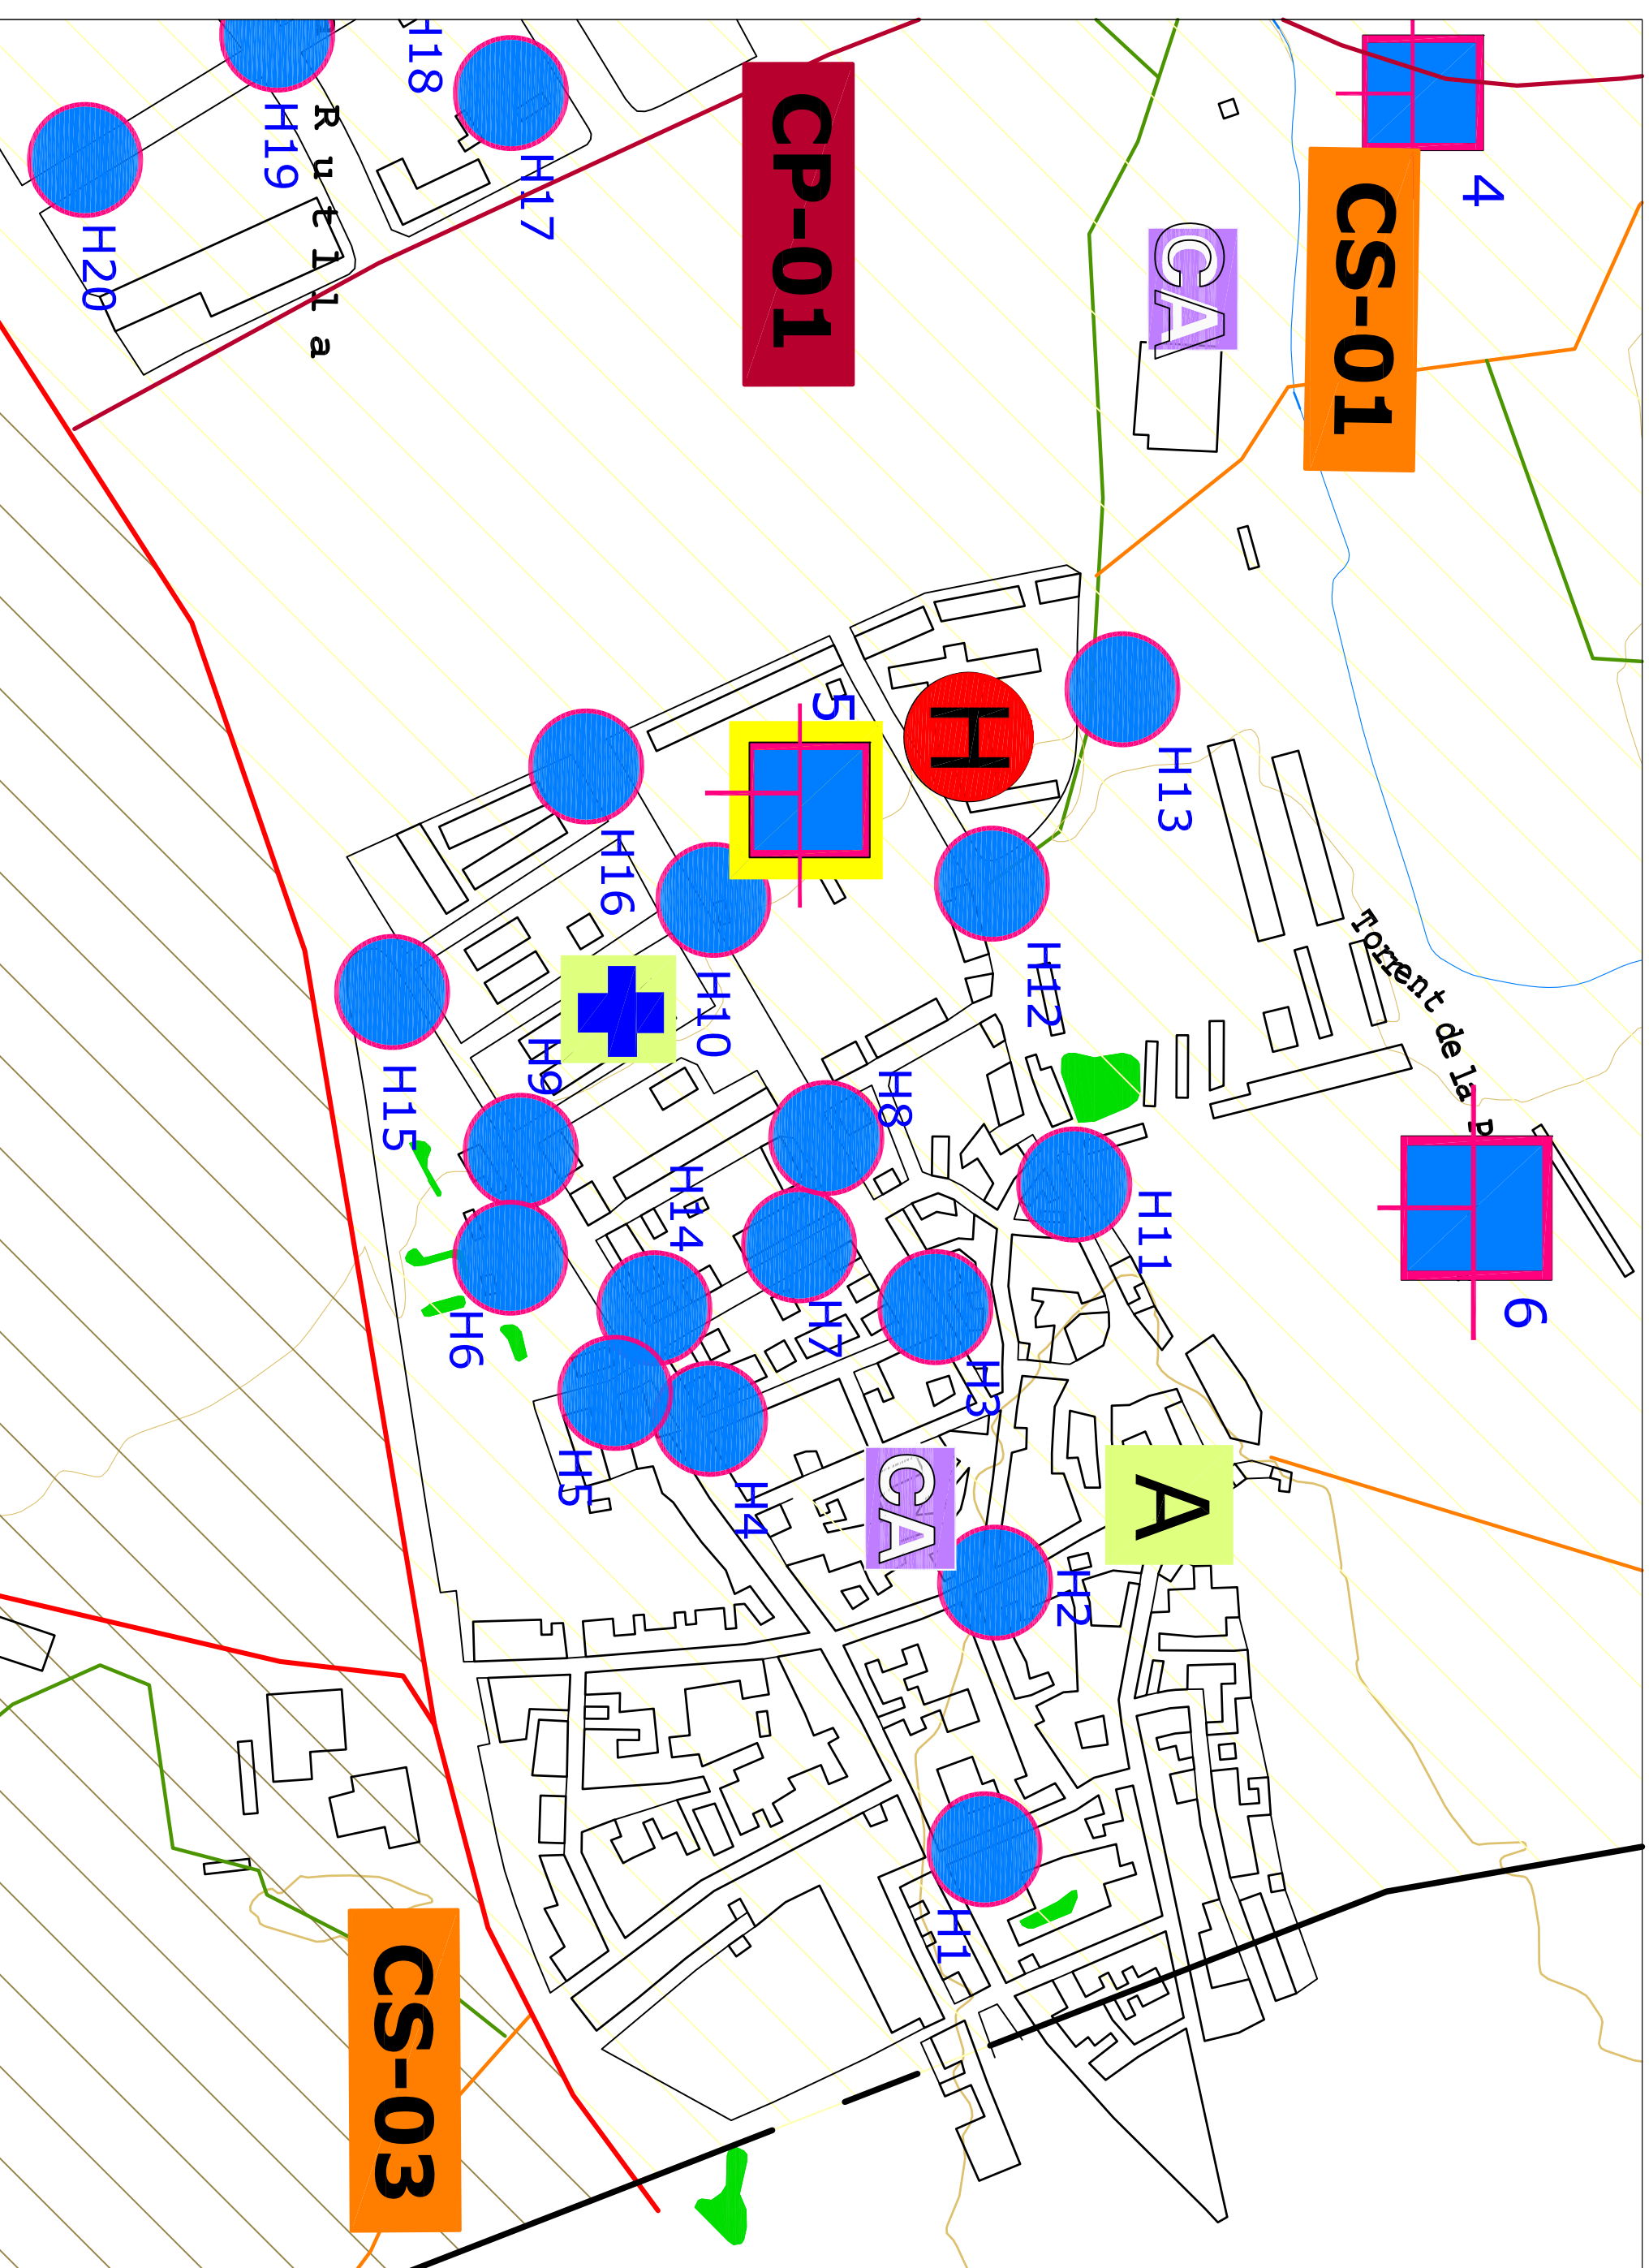 4
CS-01
CA
CP-01
H17
H18
H19
Rutlla
H20
H13
H
5
H12
H16
H10
H9
H15
Torrent de la
6
H11
H8
H14
H7
H6
H3
H5
H4
A
CA
H2
H1
CS-03